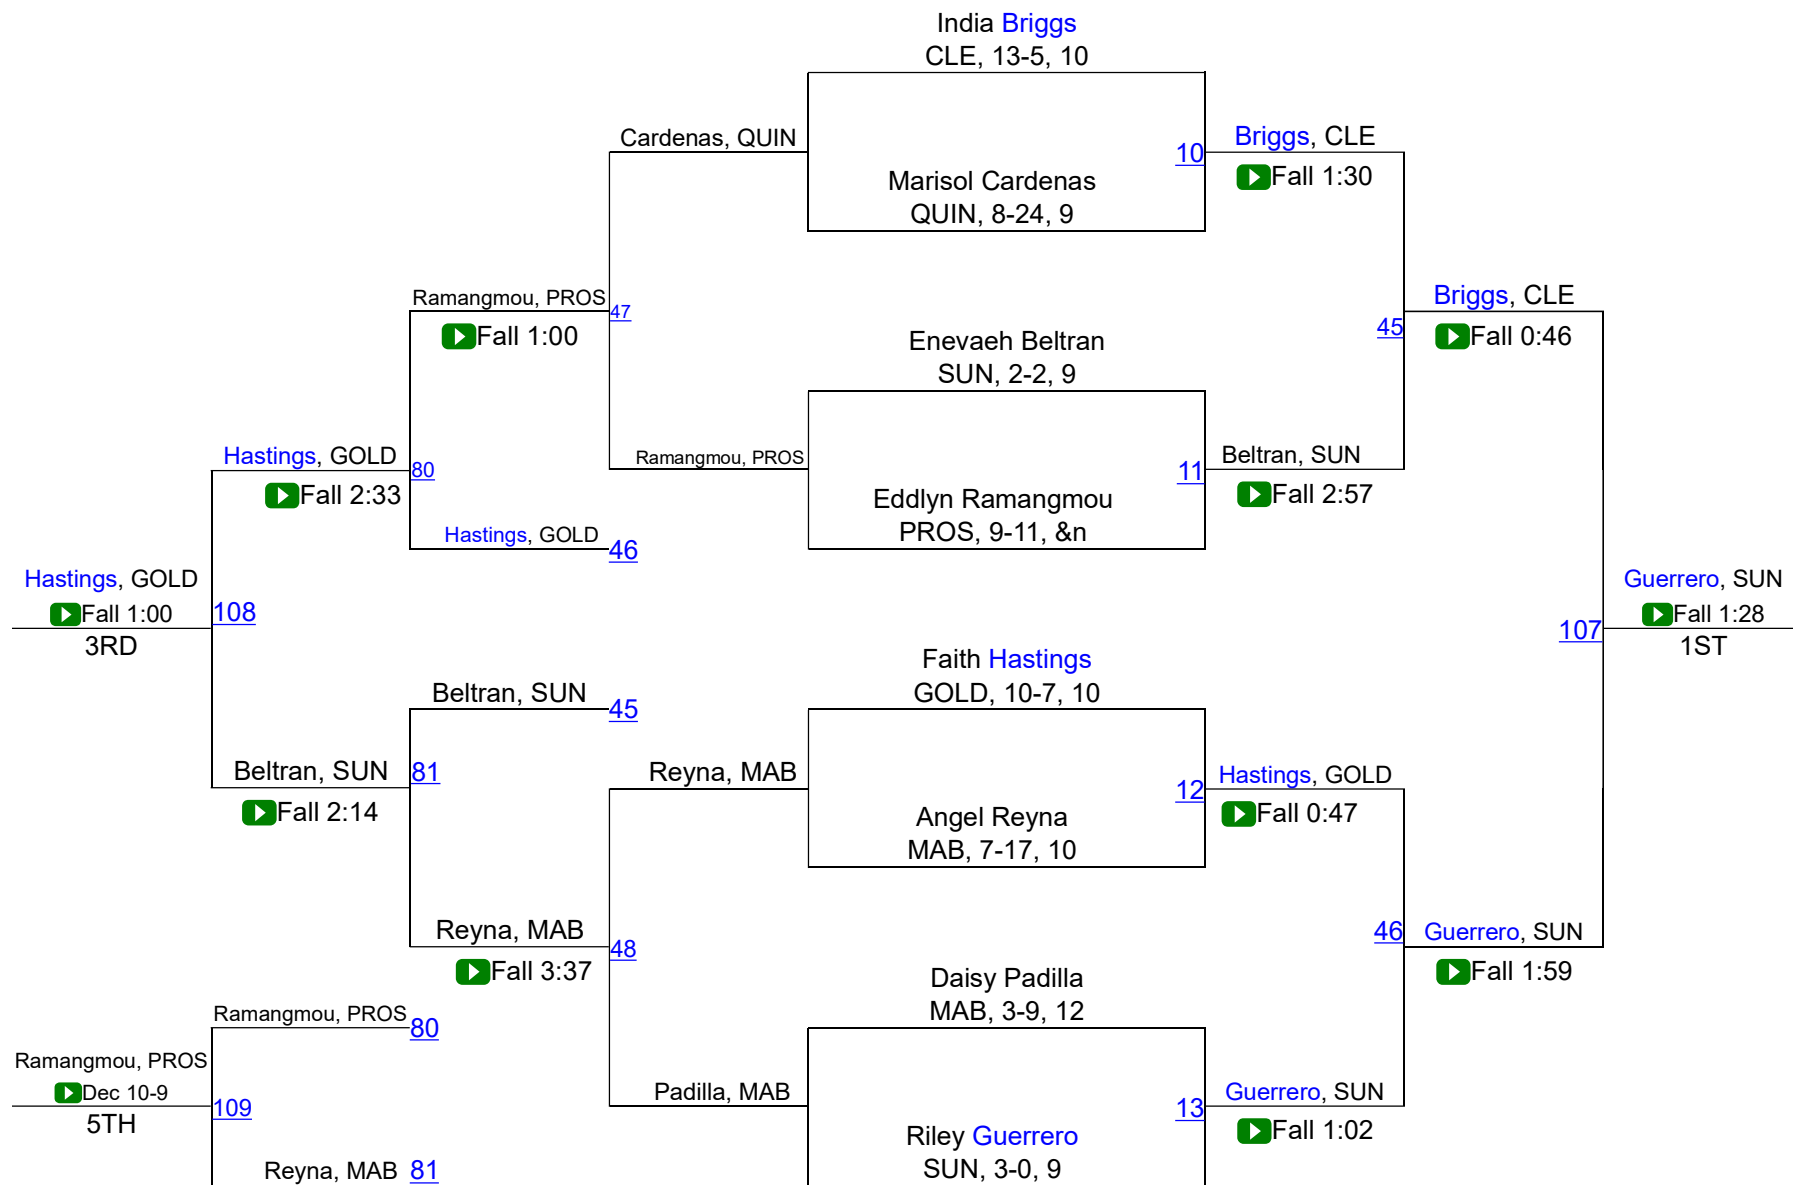 India Briggs
CLE, 13-5, 10
Cardenas, QUIN
10
Briggs, CLE
Fall 1:30
Marisol Cardenas
QUIN, 8-24, 9
Ramangmou, PROS
47
Fall 1:00
Briggs, CLE
45
Fall 0:46
Enevaeh Beltran
SUN, 2-2, 9
Hastings, GOLD
80
Fall 2:33
Ramangmou, PROS
11
Beltran, SUN
Fall 2:57
Eddlyn Ramangmou
PROS, 9-11, &n
Hastings, GOLD
46
Hastings, GOLD
Fall 1:00
108
3RD
Guerrero, SUN
Fall 1:28
107
1ST
Faith Hastings
GOLD, 10-7, 10
Beltran, SUN
45
Beltran, SUN
81
Fall 2:14
Reyna, MAB
12
Hastings, GOLD
Fall 0:47
Angel Reyna
MAB, 7-17, 10
Reyna, MAB
48
Fall 3:37
46
Guerrero, SUN
Fall 1:59
Daisy Padilla
MAB, 3-9, 12
Ramangmou, PROS
80
Ramangmou, PROS
Dec 10-9
109
5TH
Padilla, MAB
13
Guerrero, SUN
Fall 1:02
Riley Guerrero
SUN, 3-0, 9
Reyna, MAB
81